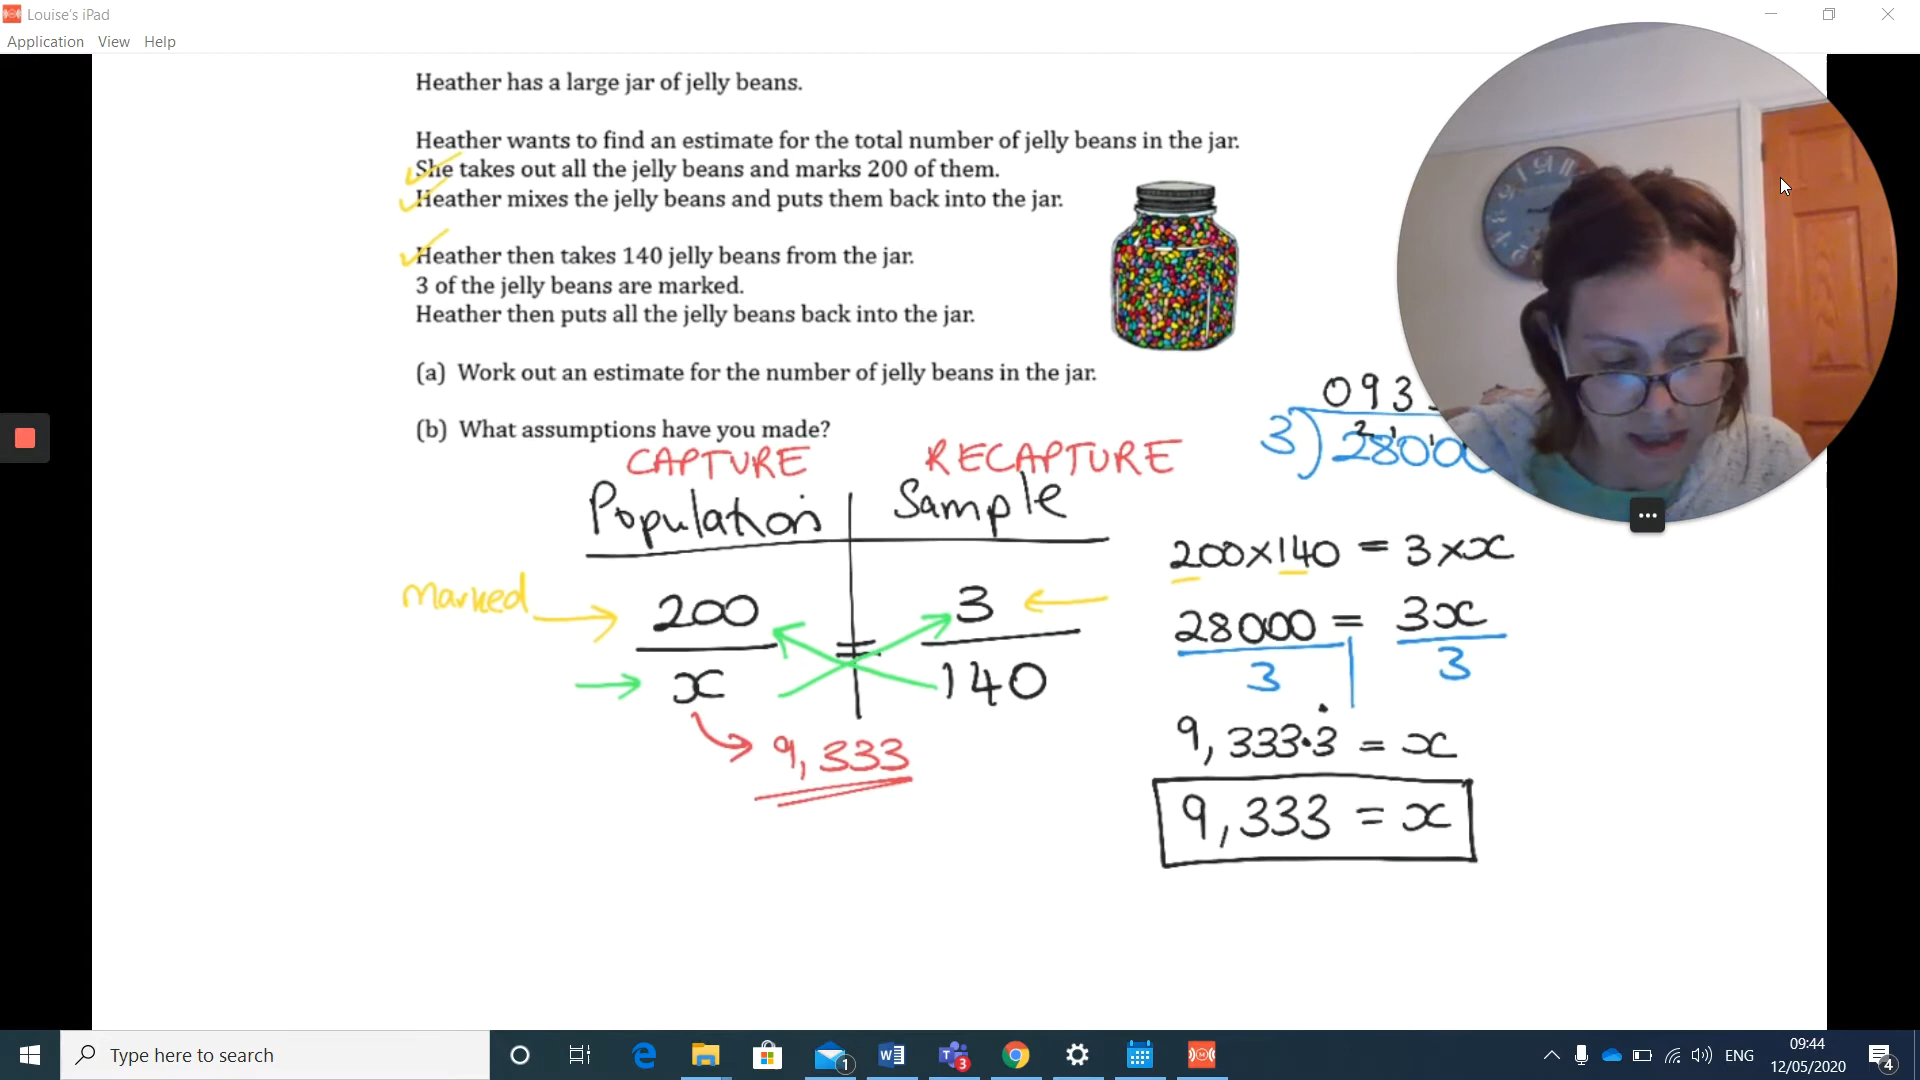 Louise's iPad
Application View Help
Heather has a large jar of jelly beans.
Heather wants to find an estimate for the total number of jelly beans in the jar.
She takes out all the jelly beans and marks 200 of them.
Heather mixes the jelly beans and puts them back into the jar.
Heather then takes 140 jelly beans from the jar.
3 of the jelly beans are marked.
Heather then puts all the jelly beans back into the jar.
(a) Work out an estimate for the number of jelly beans in the jar.
(b) What assumptions have you made?
CAPTURE RECAPTURE
Population Sample
marked 200 3
x = 140
9,333
093
3 28000
200×140 = 3×x
28000 = 3x
3 3
9,333.3̇ = x
9,333 = x
Type here to search
1
3
ENG
09:44
12/05/2020
4